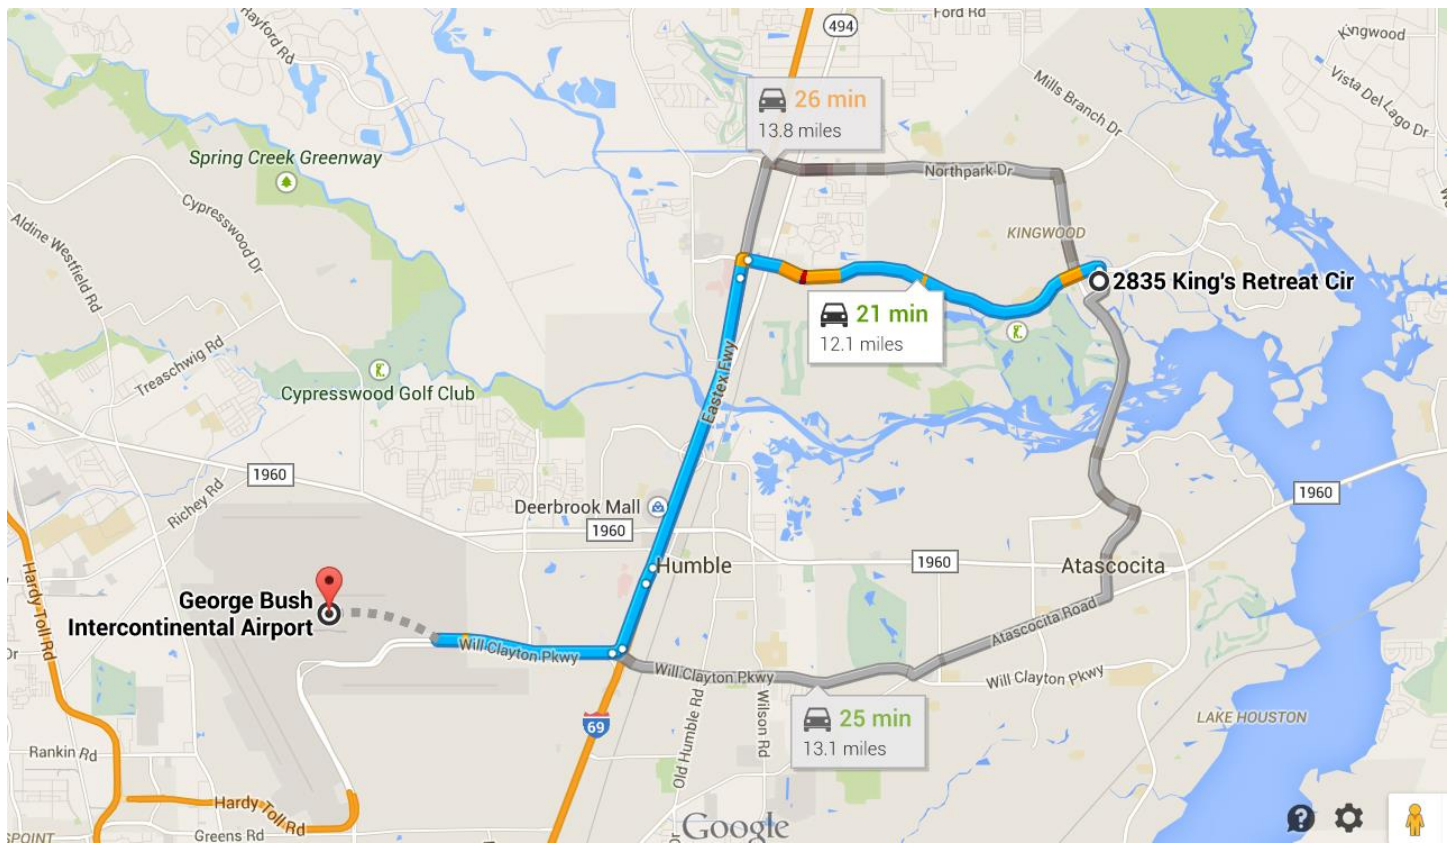 Ford Rd
Rayford Rd
494
Kingwood
Vista Del Lago Dr
Mills Branch Dr
26 min
13.8 miles
Spring Creek Greenway
Northpark Dr
Cypresswood Dr
Aldine Westfield Rd
KINGWOOD
2835 King's Retreat Cir
21 min
12.1 miles
Treaschwig Rd
Eastex Fwy
Cypresswood Golf Club
1960
Richey Rd
1960
Deerbrook Mall
1960
Humble
1960
Atascocita
Hardy Toll Rd
George Bush
Intercontinental Airport
Atascocita Road
Will Clayton Pkwy
Will Clayton Pkwy
Will Clayton Pkwy
Old Humble Rd
Wilson Rd
25 min
13.1 miles
LAKE HOUSTON
69
Rankin Rd
Dr
Hardy Toll Rd
Greens Rd
SPOINT
Google
?